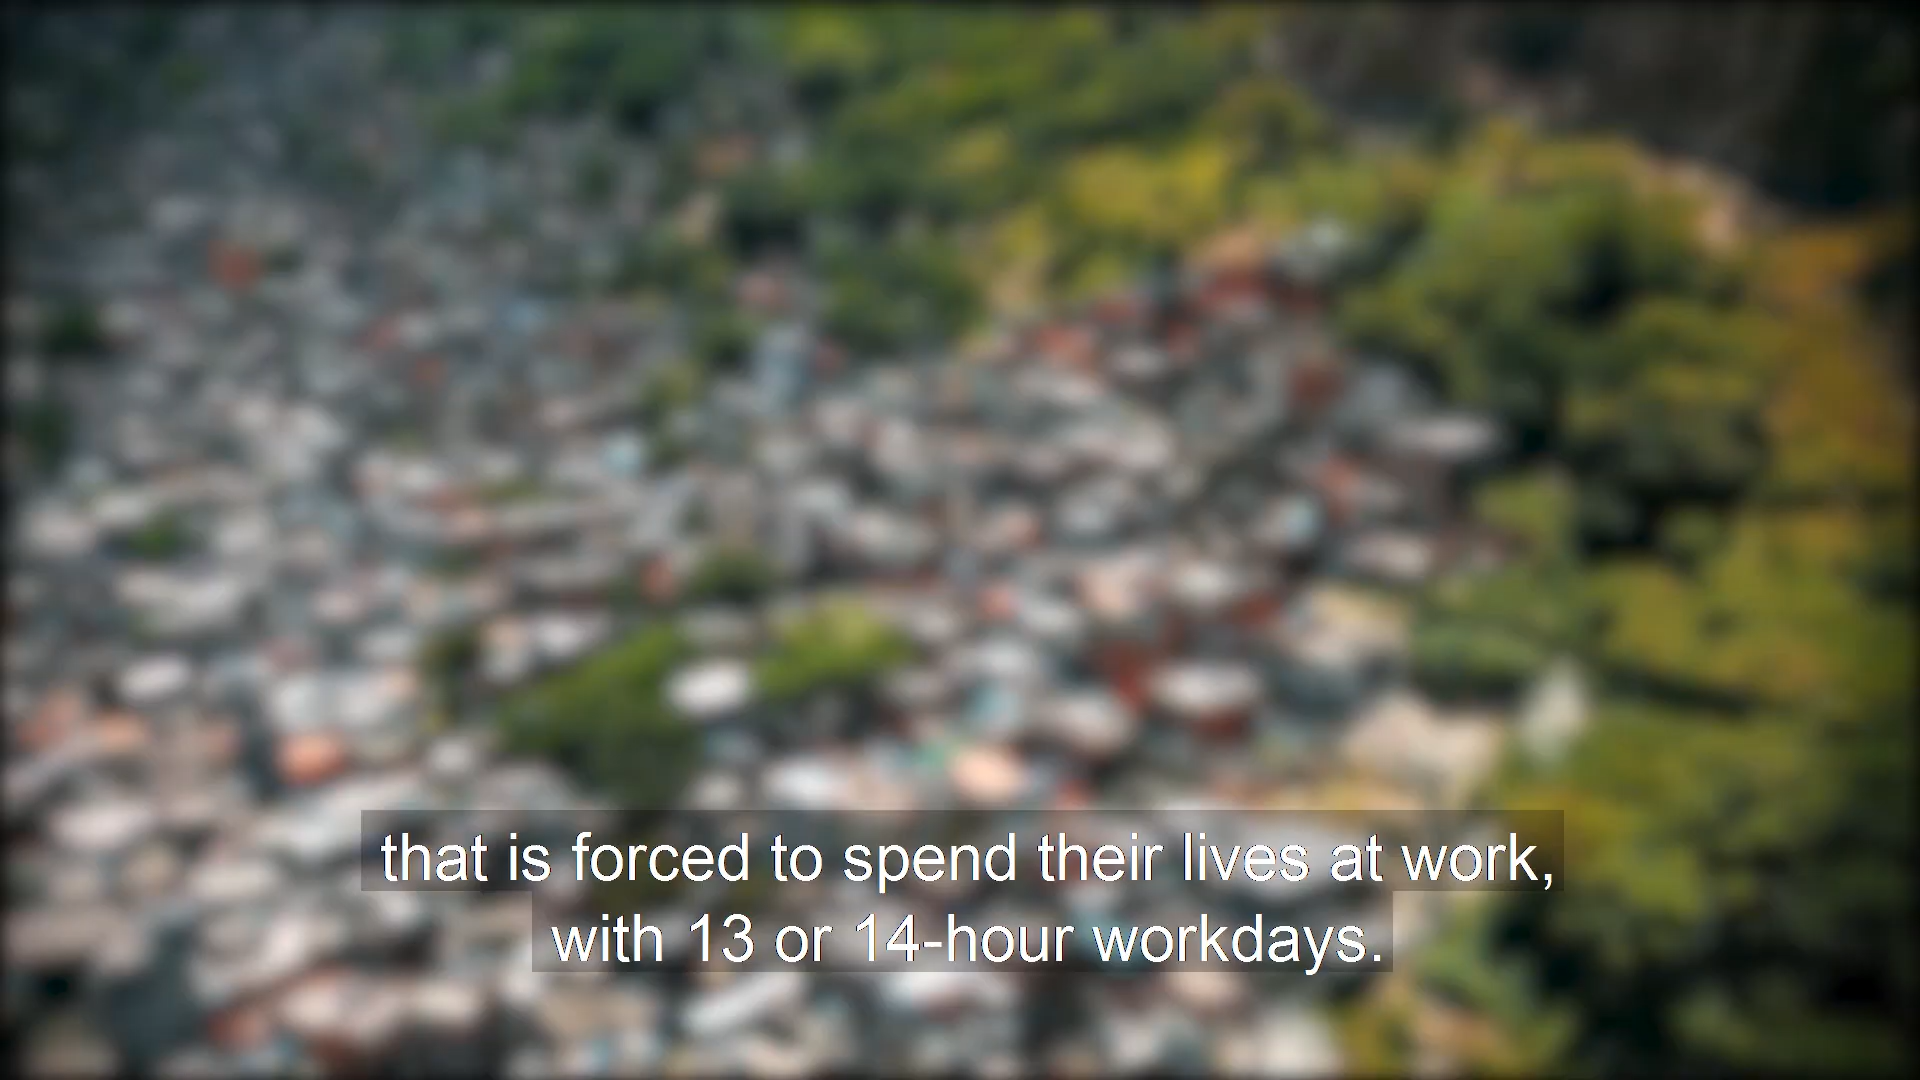 that is forced to spend their lives at work,
with 13 or 14-hour workdays.